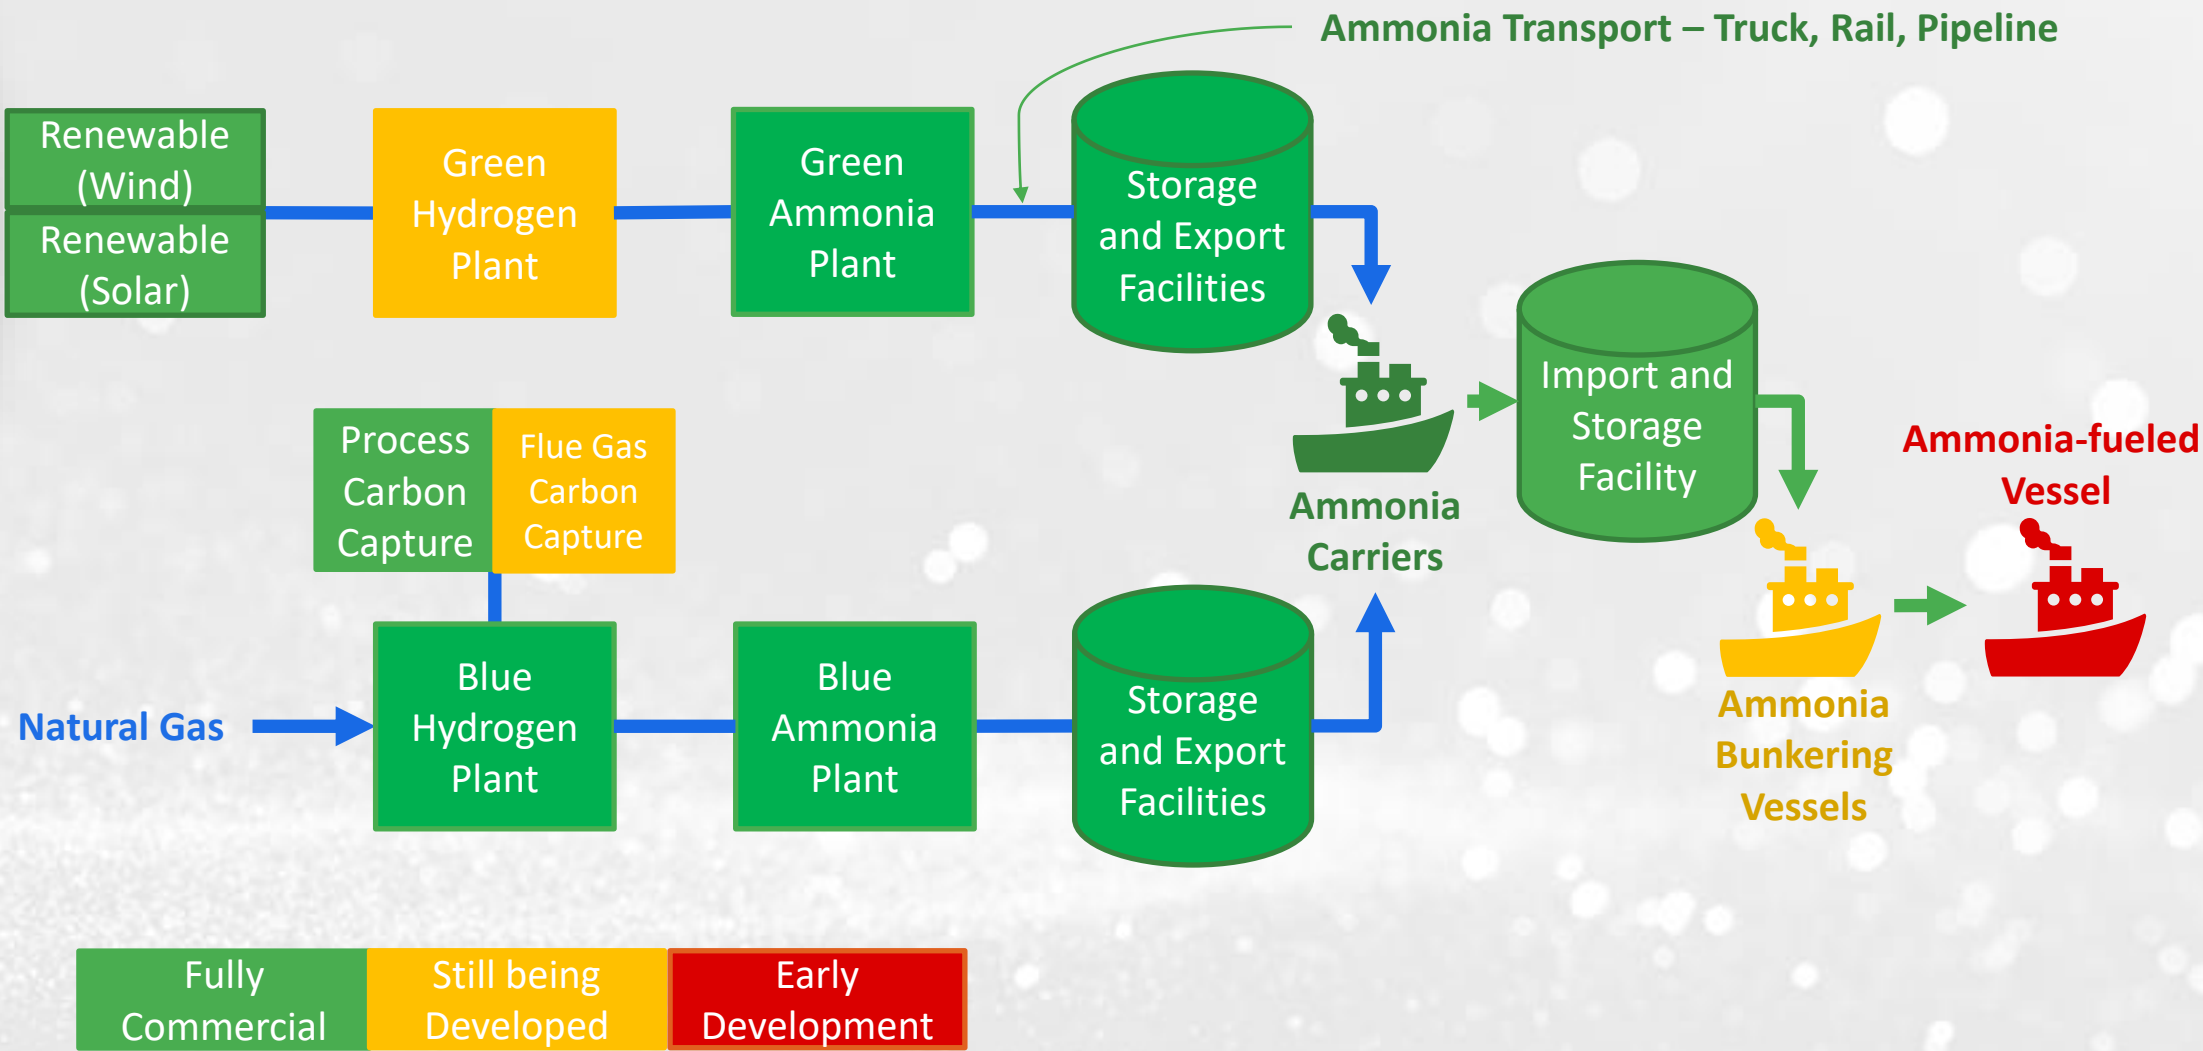 Ammonia Transport – Truck, Rail, Pipeline
Renewable
(Wind)
Renewable
(Solar)
Green
Hydrogen
Plant
Green
Ammonia
Plant
Storage
and Export
Facilities
Import and
Storage
Facility
Process
Carbon
Capture
Flue Gas
Carbon
Capture
Ammonia
Carriers
Ammonia-fueled
Vessel
Natural Gas
Blue
Hydrogen
Plant
Blue
Ammonia
Plant
Storage
and Export
Facilities
Ammonia
Bunkering
Vessels
Fully
Commercial
Still being
Developed
Early
Development